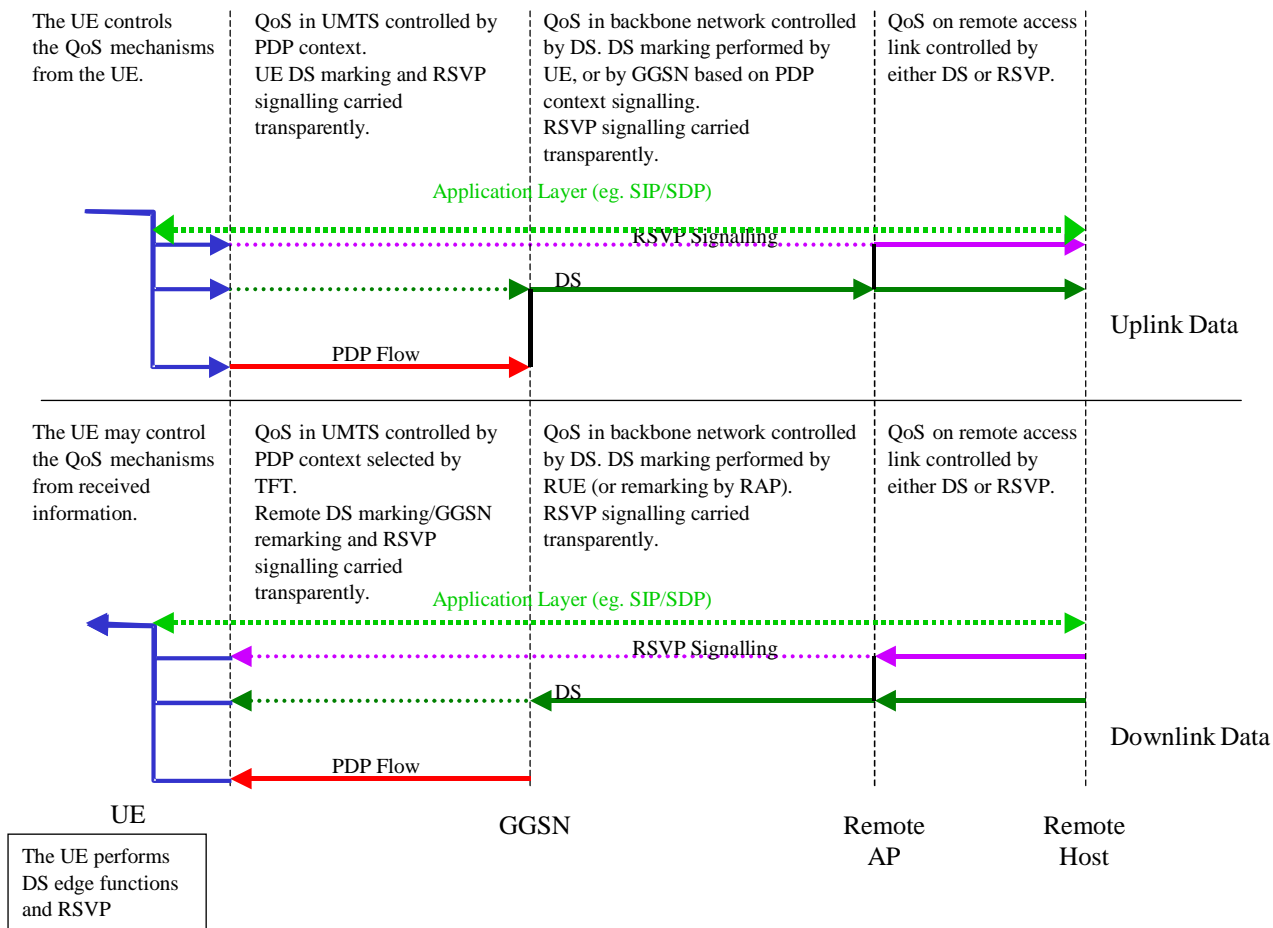 The UE controls
the QoS mechanisms
from the UE.
QoS in UMTS controlled by
PDP context.
UE DS marking and RSVP
signalling carried
transparently.
QoS in backbone network controlled
by DS. DS marking performed by
UE, or by GGSN based on PDP
context signalling.
RSVP signalling carried
transparently.
QoS on remote access
link controlled by
either DS or RSVP.
Application Layer (eg. SIP/SDP)
RSVP Signalling
DS
PDP Flow
Uplink Data
The UE may control
the QoS mechanisms
from received
information.
QoS in UMTS controlled by
PDP context selected by
TFT.
Remote DS marking/GGSN
remarking and RSVP
signalling carried
transparently.
QoS in backbone network controlled
by DS. DS marking performed by
RUE (or remarking by RAP).
RSVP signalling carried
transparently.
QoS on remote access
link controlled by
either DS or RSVP.
Application Layer (eg. SIP/SDP)
RSVP Signalling
DS
PDP Flow
Downlink Data
UE
GGSN
Remote
AP
Remote
Host
The UE performs
DS edge functions
and RSVP